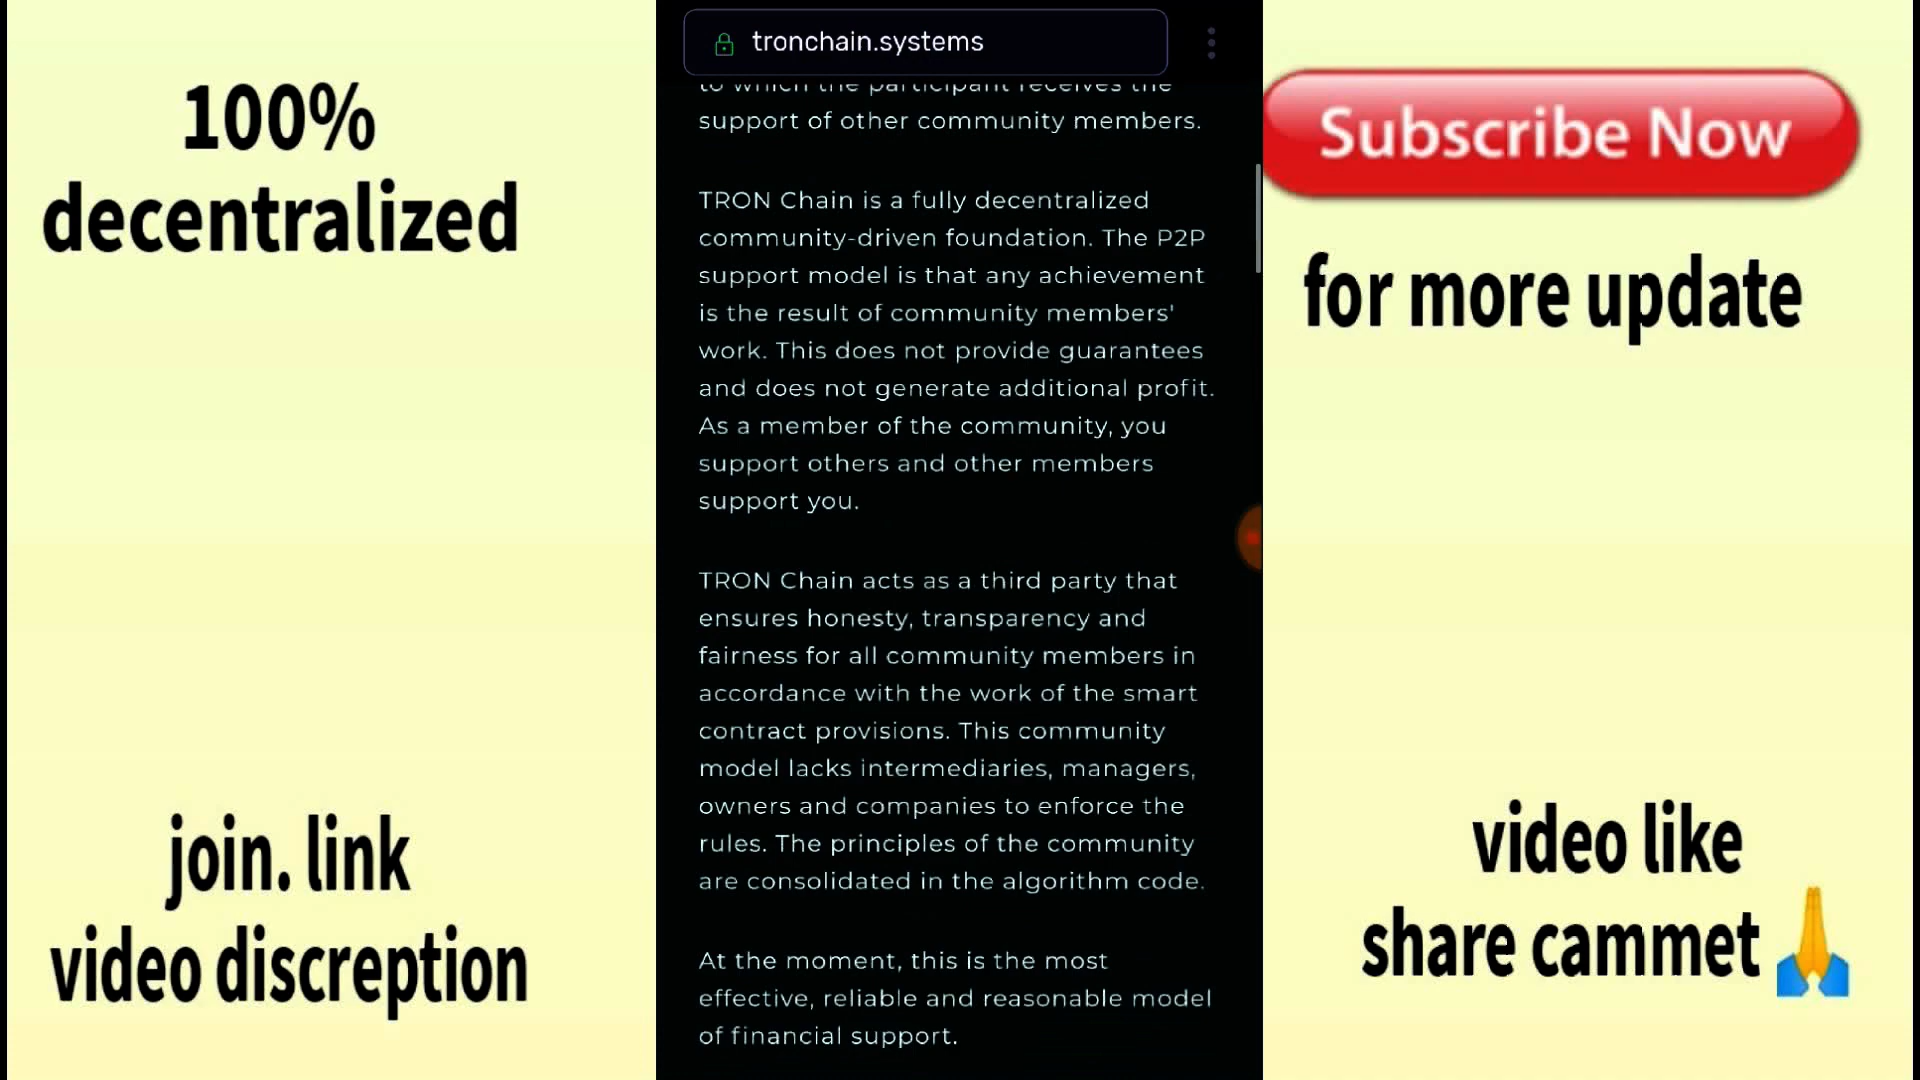 100%
decentralized
join. link
video discreption
tronchain.systems
to which the participant receives the
support of other community members.
TRON Chain is a fully decentralized
community-driven foundation. The P2P
support model is that any achievement
is the result of community members'
work. This does not provide guarantees
and does not generate additional profit.
As a member of the community, you
support others and other members
support you.
TRON Chain acts as a third party that
ensures honesty, transparency and
fairness for all community members in
accordance with the work of the smart
contract provisions. This community
model lacks intermediaries, managers,
owners and companies to enforce the
rules. The principles of the community
are consolidated in the algorithm code.
At the moment, this is the most
effective, reliable and reasonable model
of financial support.
Subscribe Now
for more update
video like
share cammet